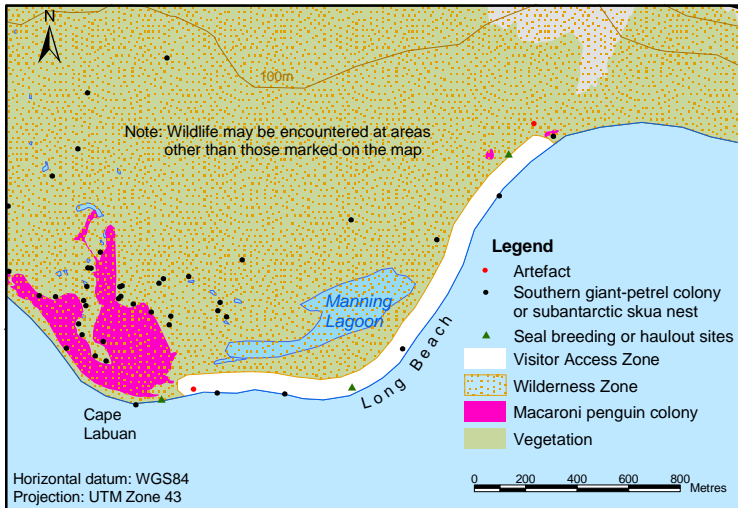 N
100m
Note: Wildlife may be encountered at areas
other than those marked on the map
Manning
Lagoon
Long Beach
Cape
Labuan
Legend
Artefact
Southern giant-petrel colony
or subantarctic skua nest
Seal breeding or haulout sites
Visitor Access Zone
Wilderness Zone
Macaroni penguin colony
Vegetation
Horizontal datum: WGS84
Projection: UTM Zone 43
0 200 400 600 800
Metres